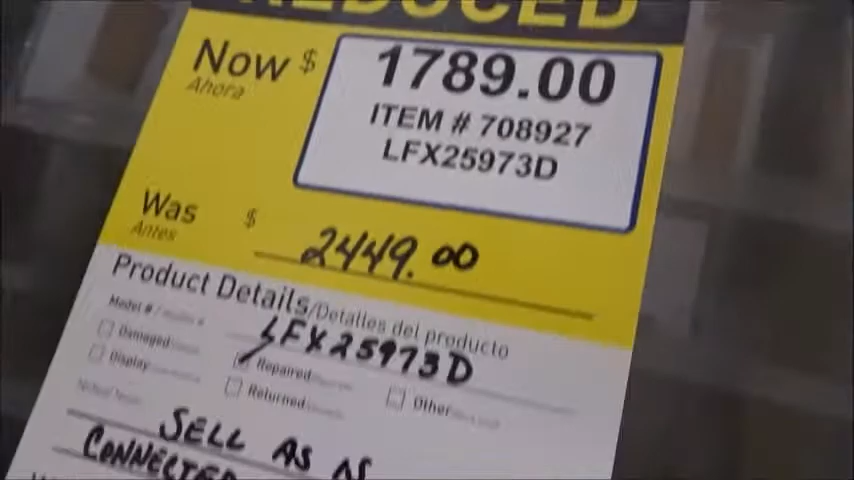 REDUCED
Now $ 1789.00
Ahora
ITEM # 708927
LFX25973D
Was $ 2449.00
Antes
Product Details/Detalles del producto
Model #
LFX25973D
Damaged
Repaired
Other
Display
Returned
SELL AS
CONNECTED